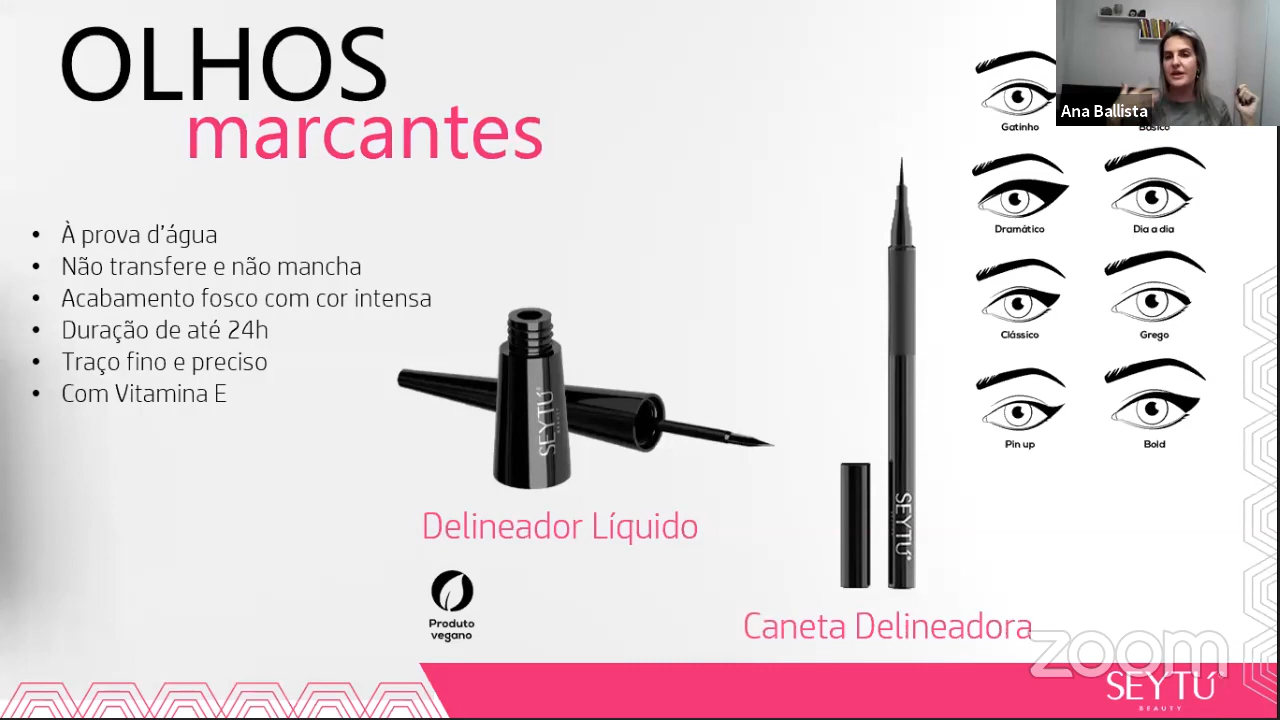 OLHOS
marcantes
Ana Ballista
Gatinho
Básico
Dramático
Dia a dia
Clássico
Grego
Pin up
Bold
• À prova d'água
• Não transfere e não mancha
• Acabamento fosco com cor intensa
• Duração de até 24h
• Traço fino e preciso
• Com Vitamina E
SEYTÚ
BEAUTY
Delineador Líquido
Produto
vegano
SEYTÚ
Caneta Delineadora
zoom
SEYTÚ
BEAUTY